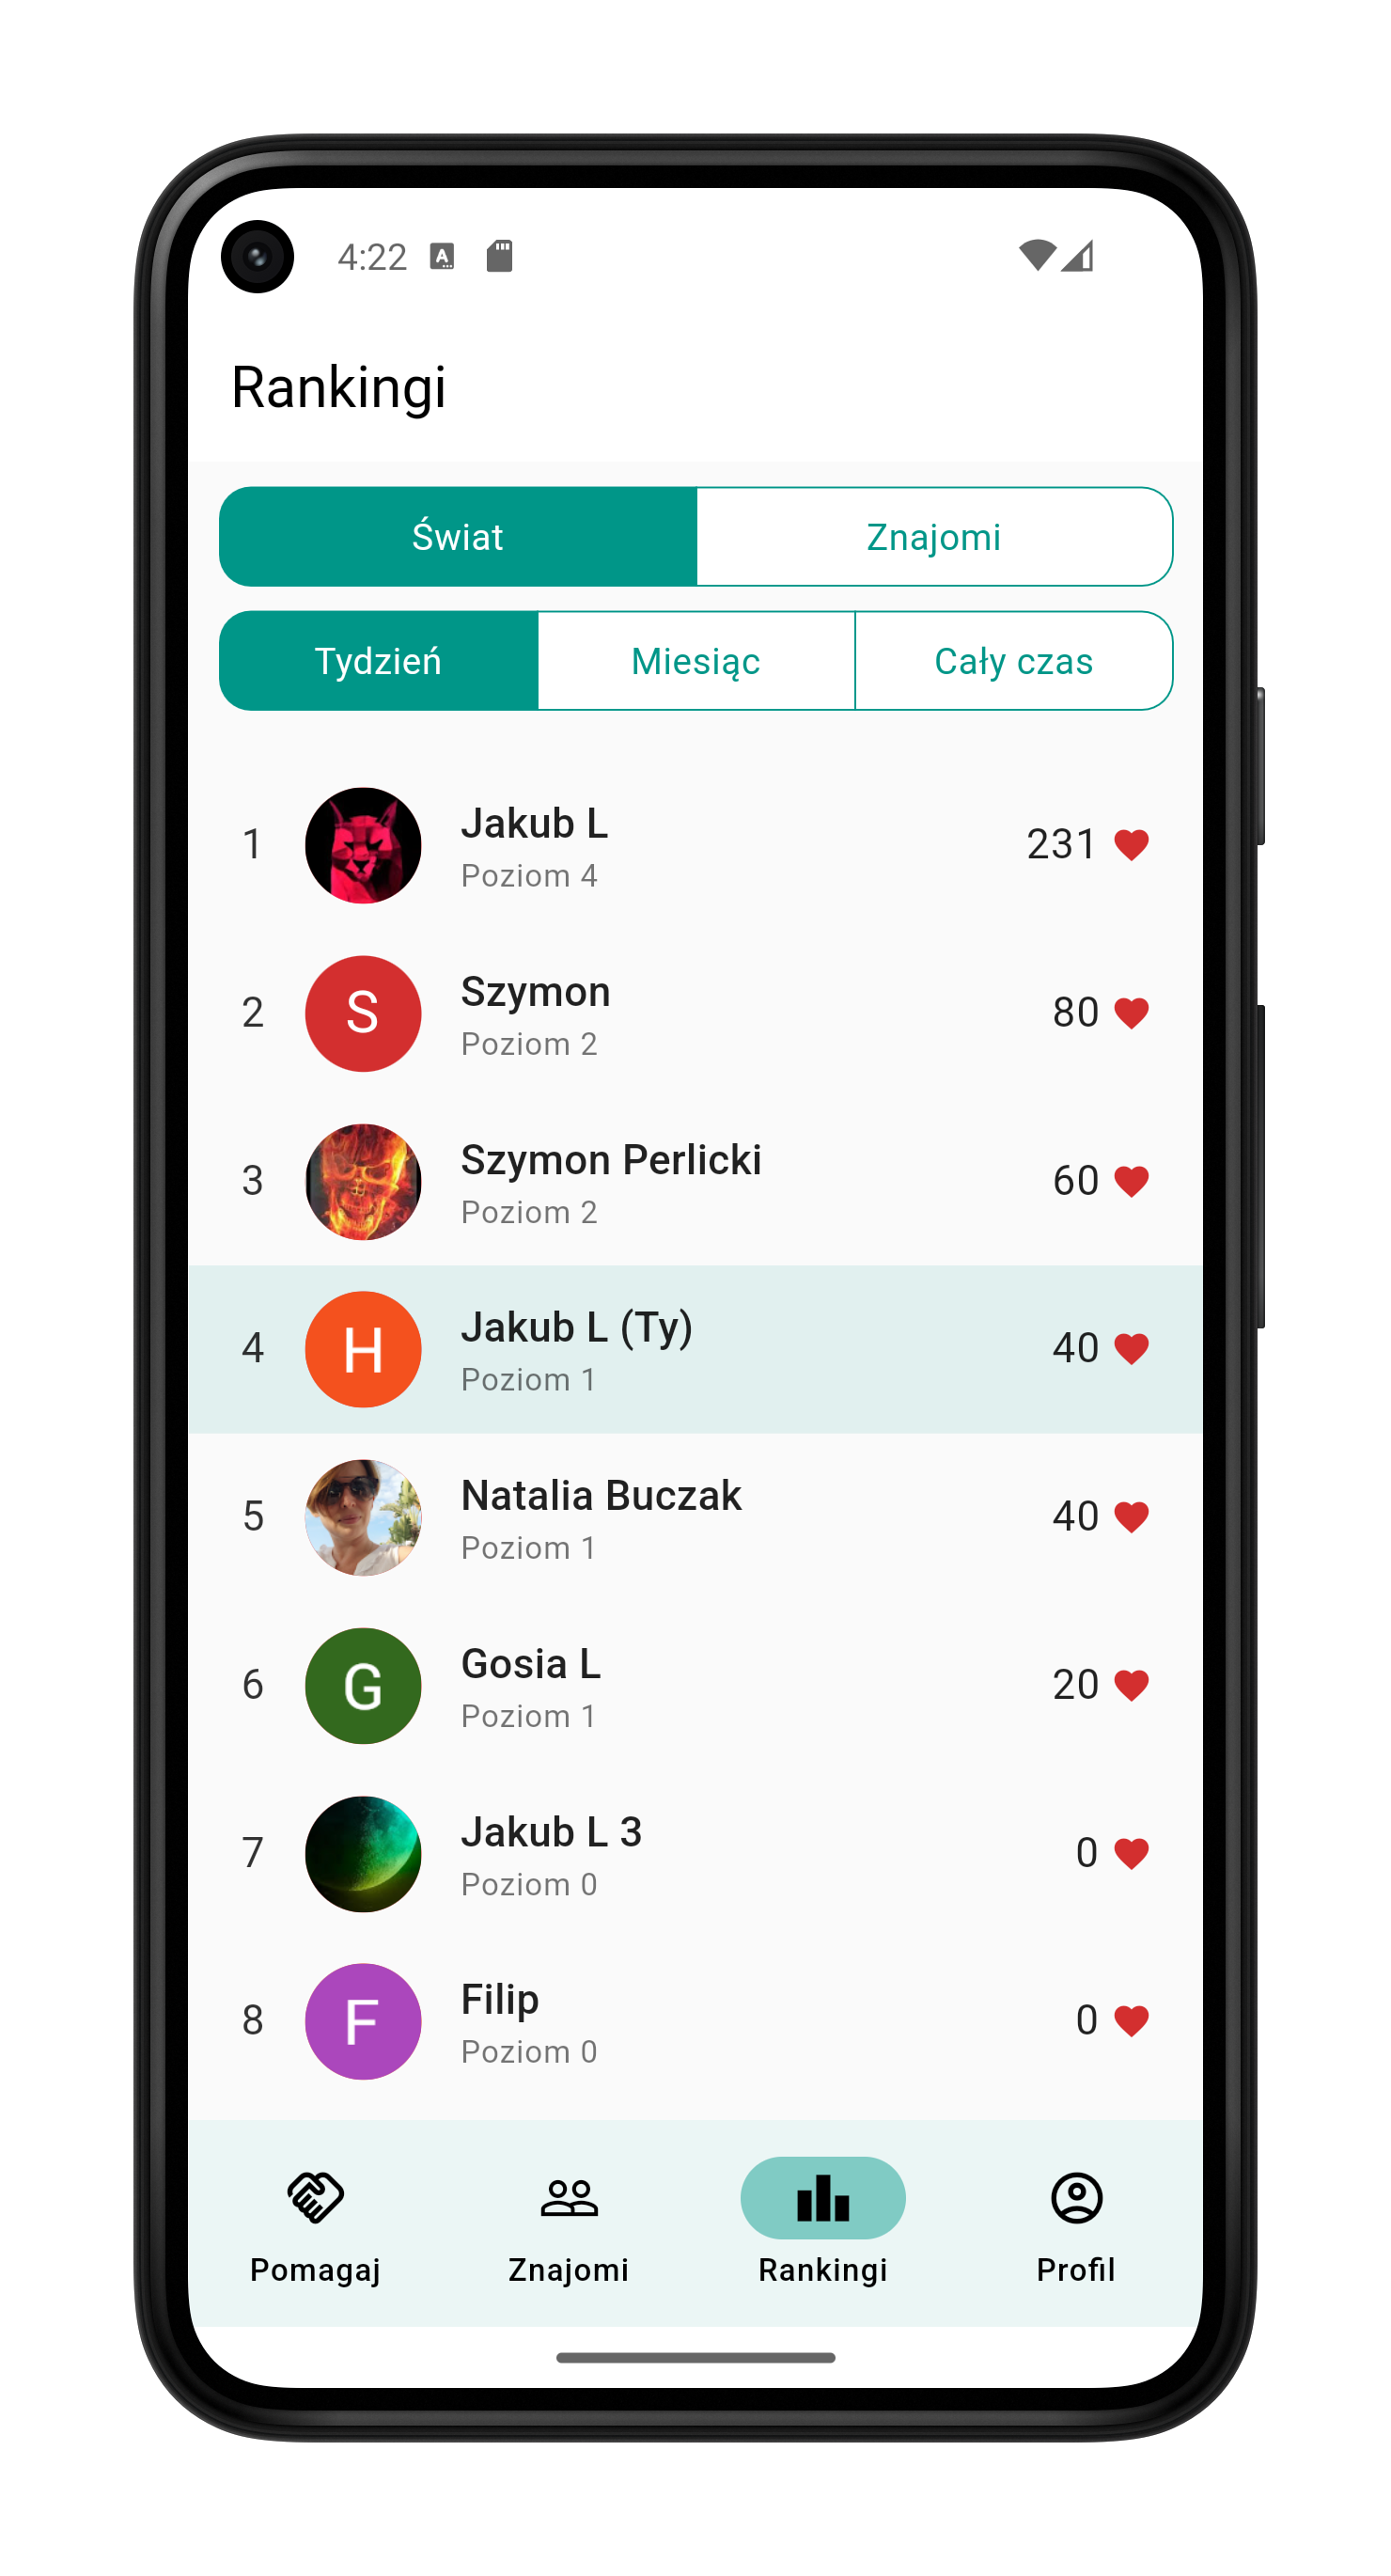 4:22
Rankingi
Świat Znajomi
Tydzień Miesiąc Cały czas
1 Jakub L 231
Poziom 4
2 S Szymon 80
Poziom 2
3 Szymon Perlicki 60
Poziom 2
4 H Jakub L (Ty) 40
Poziom 1
5 Natalia Buczak 40
Poziom 1
6 G Gosia L 20
Poziom 1
7 Jakub L 3 0
Poziom 0
8 F Filip 0
Poziom 0
Pomagaj Znajomi Rankingi Profil